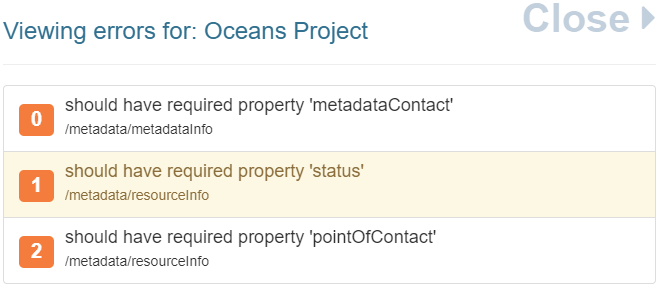 Close
Viewing errors for: Oceans Project
0 should have required property 'metadataContact'
/metadata/metadataInfo
1 should have required property 'status'
/metadata/resourceInfo
2 should have required property 'pointOfContact'
/metadata/resourceInfo